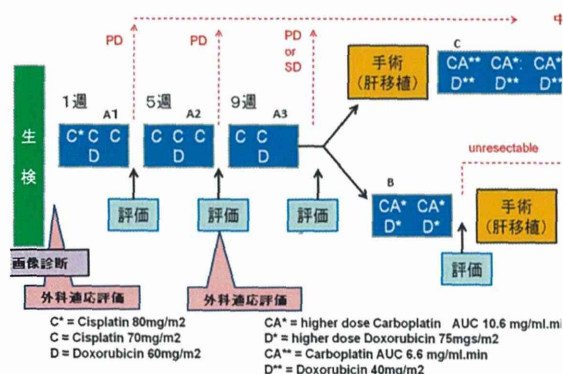 PD
PD
PD
or
SD
中
手術
(肝移植)
C
CA** CA*: CA*
D** D** D**
1週
5週
9週
A1
A2
A3
生検
C* C C
D
C C C
D
C C
D
unresectable
評価
評価
評価
B
CA* CA*
D* D*
手術
(肝移植)
評価
画像診断
外科適応評価
外科適応評価
C* = Cisplatin 80mg/m2
C = Cisplatin 70mg/m2
D = Doxorubicin 60mg/m2
CA* = higher dose Carboplatin AUC 10.6 mg/ml.mi
D* = higher dose Doxorubicin 75mgs/m2
CA** = Carboplatin AUC 6.6 mg/ml.min
D** = Doxorubicin 40mg/m2